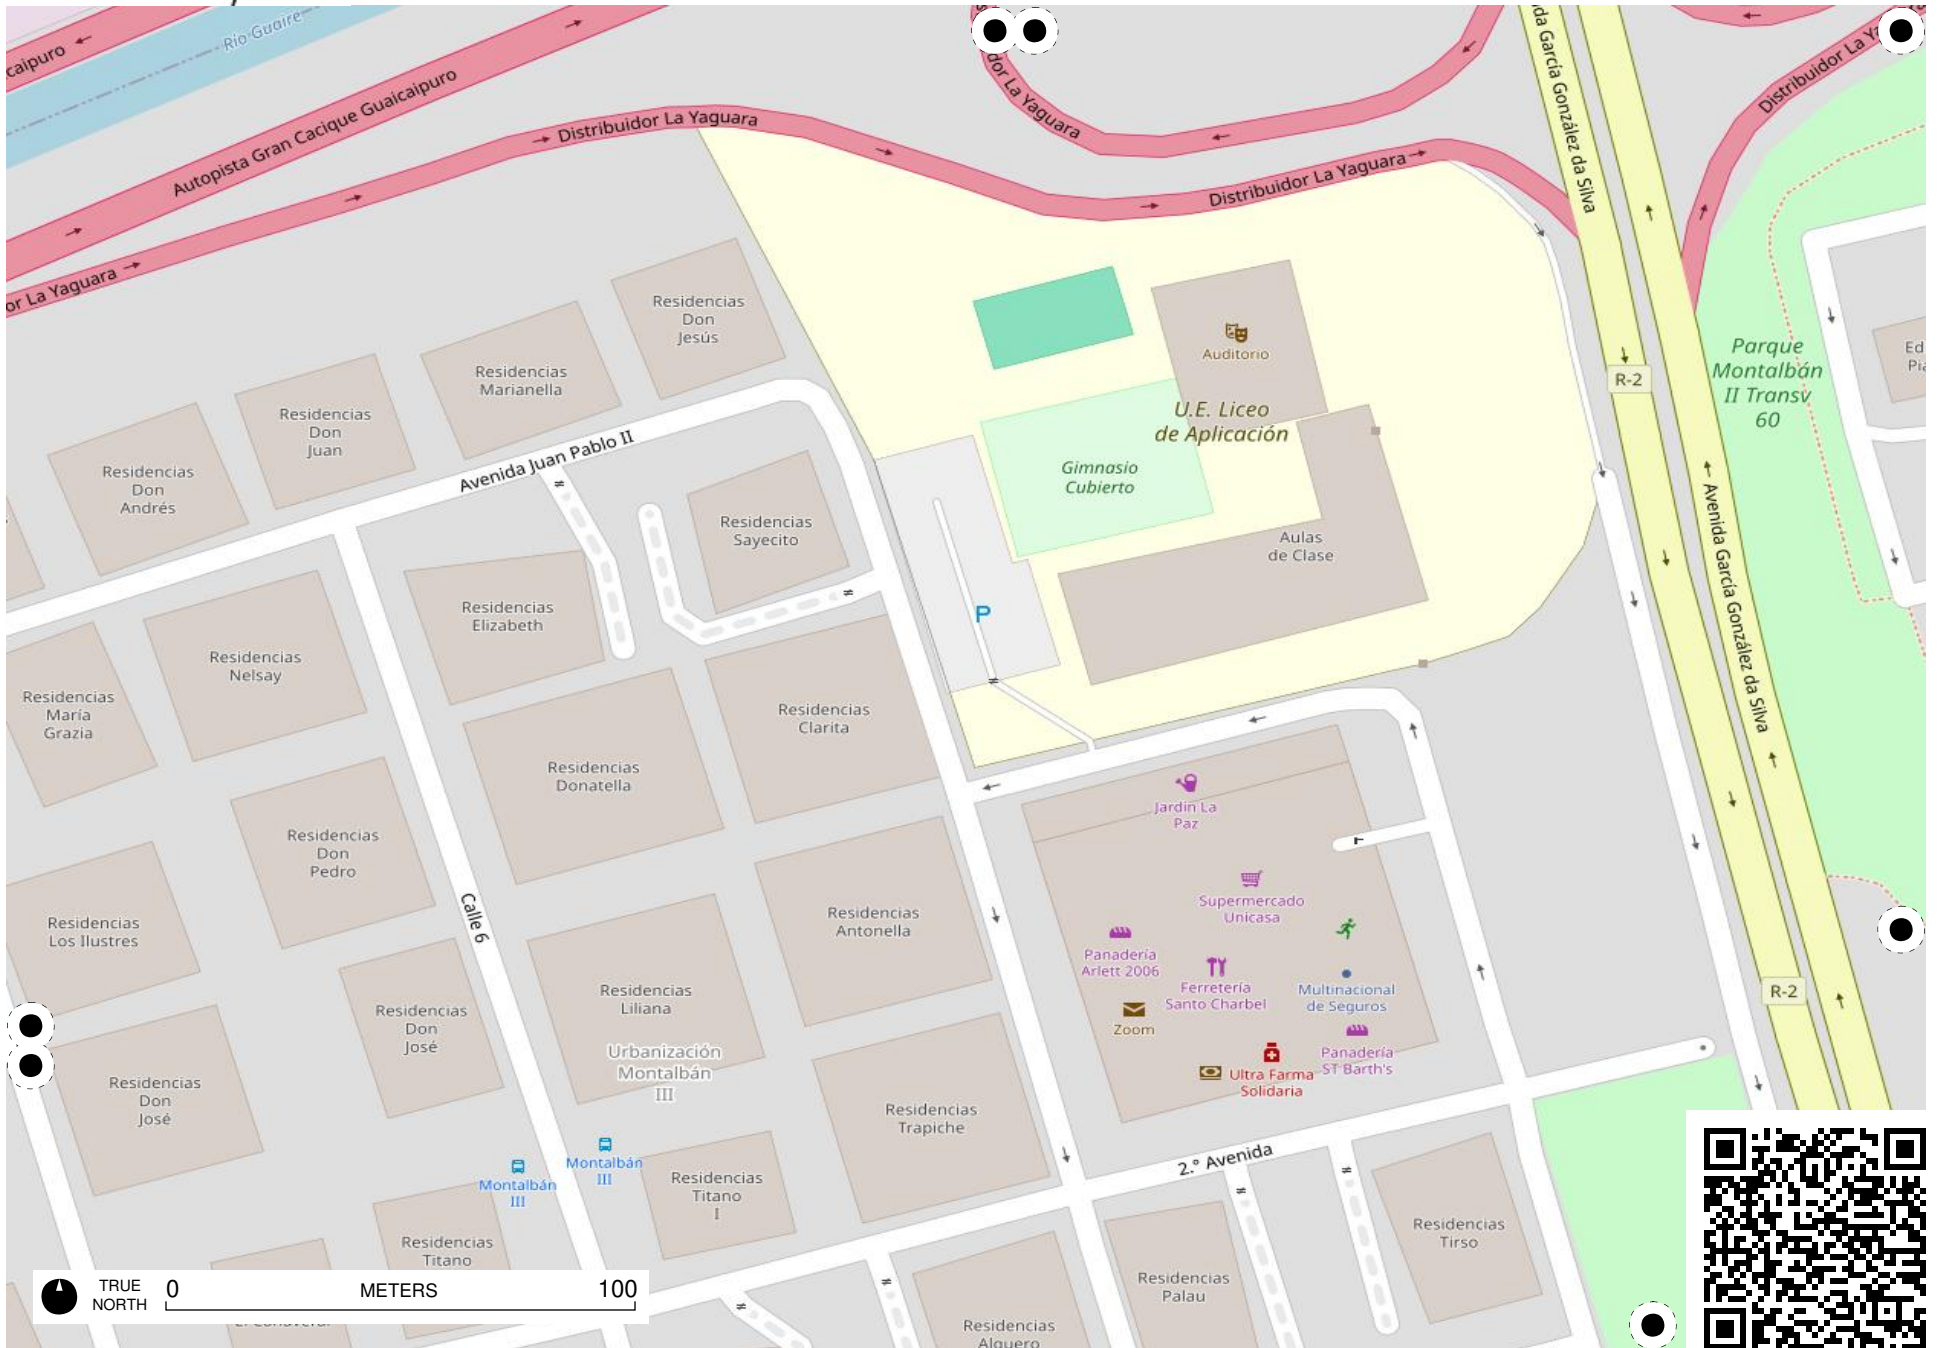 Río Guaire
caipuro
Autopista Gran Cacique Guaicaipuro
or La Yaguara
Distribuidor La Yaguara
dor La Yaguara
Distribuidor La Yaguara
da García González da Silva
Distribuidor La Ya
Residencias
Don
Jesús
Residencias
Marianella
Residencias
Don
Juan
Residencias
Don
Andrés
Avenida Juan Pablo II
Auditorio
U.E. Liceo
de Aplicación
Gimnasio
Cubierto
Aulas
de Clase
R-2
Parque
Montalbán
II Transv
60
Ed
Pia
Avenida García González da Silva
Residencias
Sayecito
Residencias
Elizabeth
Residencias
Nelsay
Residencias
María
Grazia
P
Residencias
Clarita
Residencias
Donatella
Residencias
Don
Pedro
Residencias
Los Ilustres
Calle 6
Residencias
Antonella
Residencias
Liliana
Residencias
Don
José
Residencias
Don
José
Urbanización
Montalbán
III
Residencias
Trapiche
Jardin La
Paz
Supermercado
Unicasa
Panadería
Arlett 2006
Ferretería
Santo Charbel
Multinacional
de Seguros
Zoom
Panadería
ST Barth's
Ultra Farma
Solidaria
R-2
Montalbán
III
Montalbán
III
Residencias
Titano
I
Residencias
Titano
2.° Avenida
Residencias
Tirso
Residencias
Palau
Residencias
Alguero
TRUE
NORTH
0
METERS
100